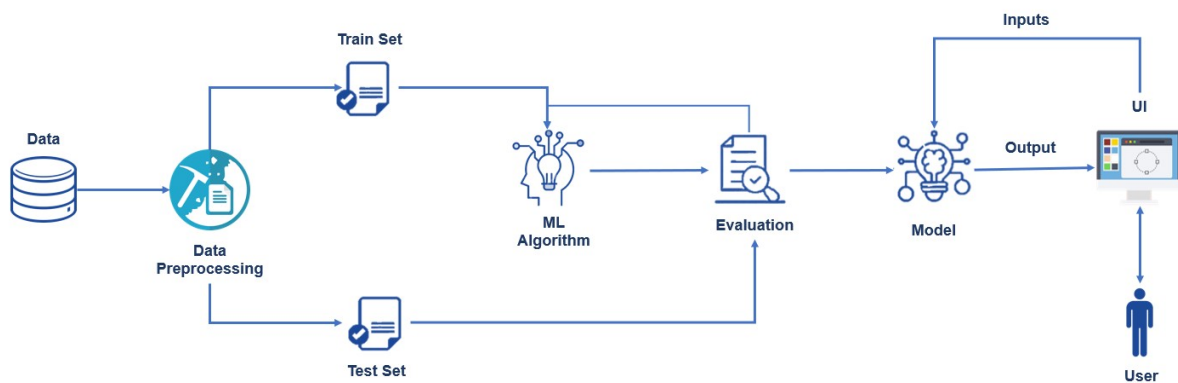 Inputs
Train Set
UI
Data
Output
ML
Algorithm
Evaluation
Model
Data
Preprocessing
Test Set
User